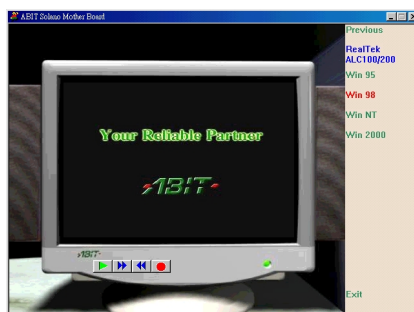 ABIT Soleno Mother Board
Previous
RealTek
ALC100/200
Win 95
Win 98
Win NT
Win 2000
Your Reliable Partner
ABIT
ABIT
Exit